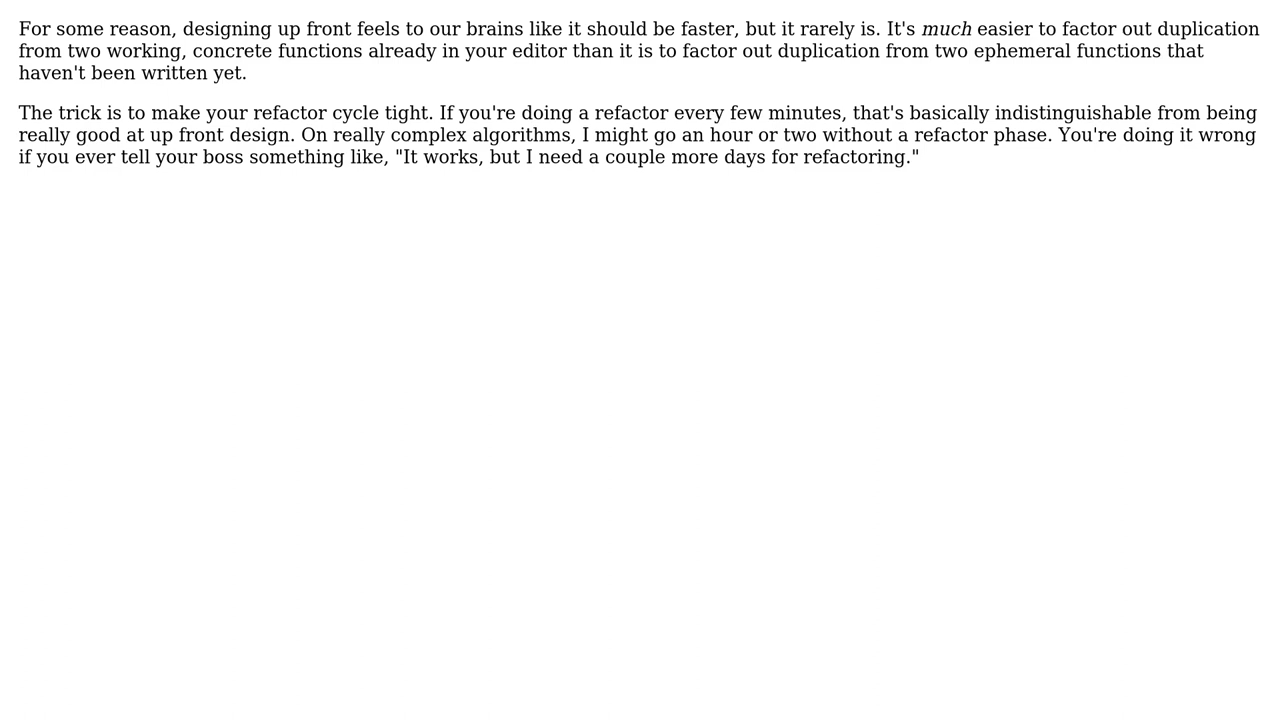 For some reason, designing up front feels to our brains like it should be faster, but it rarely is. It's much easier to factor out duplication
from two working, concrete functions already in your editor than it is to factor out duplication from two ephemeral functions that
haven't been written yet.
The trick is to make your refactor cycle tight. If you're doing a refactor every few minutes, that's basically indistinguishable from being
really good at up front design. On really complex algorithms, I might go an hour or two without a refactor phase. You're doing it wrong
if you ever tell your boss something like, "It works, but I need a couple more days for refactoring."